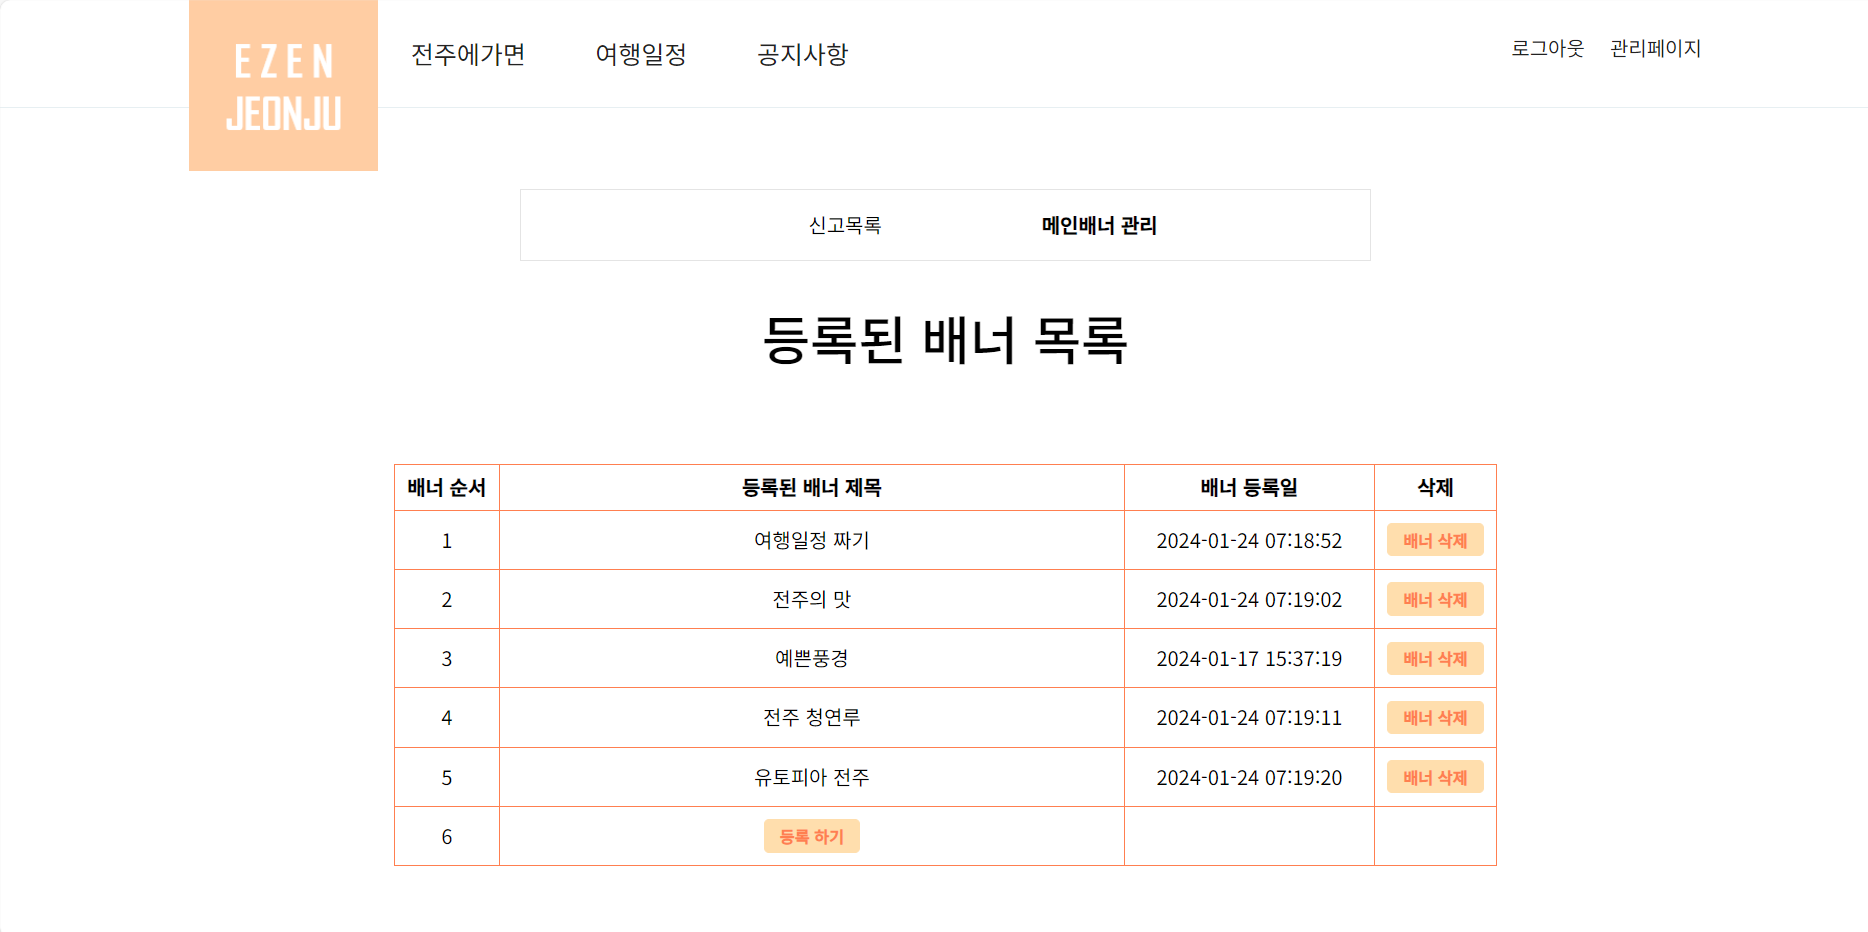 EZEN
JEONJU
전주에가면 여행일정 공지사항
로그아웃 관리페이지
신고목록 메인배너 관리
등록된 배너 목록
배너 순서 등록된 배너 제목 배너 등록일 삭제
1 여행일정 짜기 2024-01-24 07:18:52 배너 삭제
2 전주의 맛 2024-01-24 07:19:02 배너 삭제
3 예쁜풍경 2024-01-17 15:37:19 배너 삭제
4 전주 청연루 2024-01-24 07:19:11 배너 삭제
5 유토피아 전주 2024-01-24 07:19:20 배너 삭제
6 등록 하기